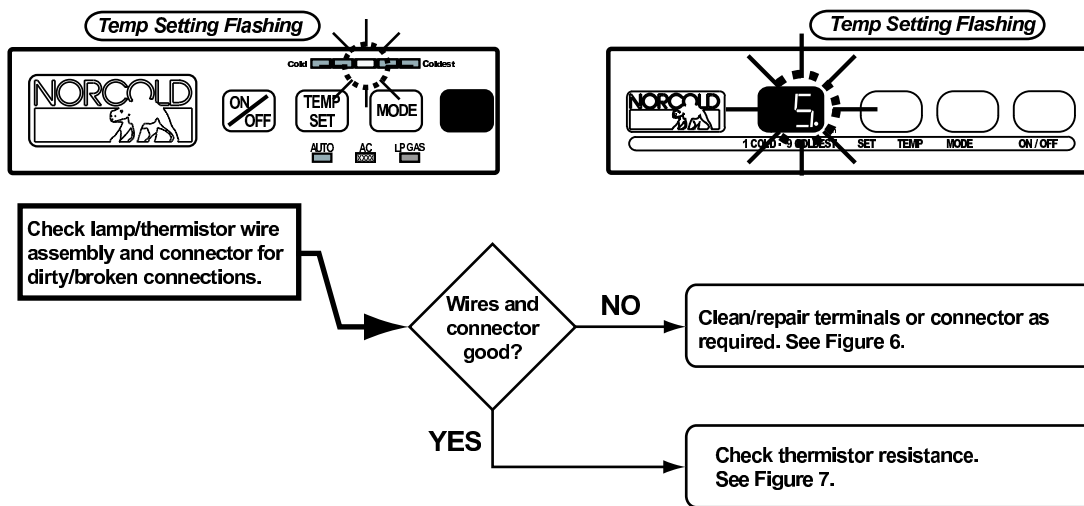 Temp Setting Flashing
Cold Coldest
NORCOLD
ON/OFF
TEMP SET
MODE
AUTO AC LP GAS
Temp Setting Flashing
NORCOLD
5.
1 COLD - 9 COLDEST SET TEMP MODE ON / OFF
Check lamp/thermistor wire
assembly and connector for
dirty/broken connections.
Wires and
connector
good?
NO
Clean/repair terminals or connector as
required. See Figure 6.
YES
Check thermistor resistance.
See Figure 7.